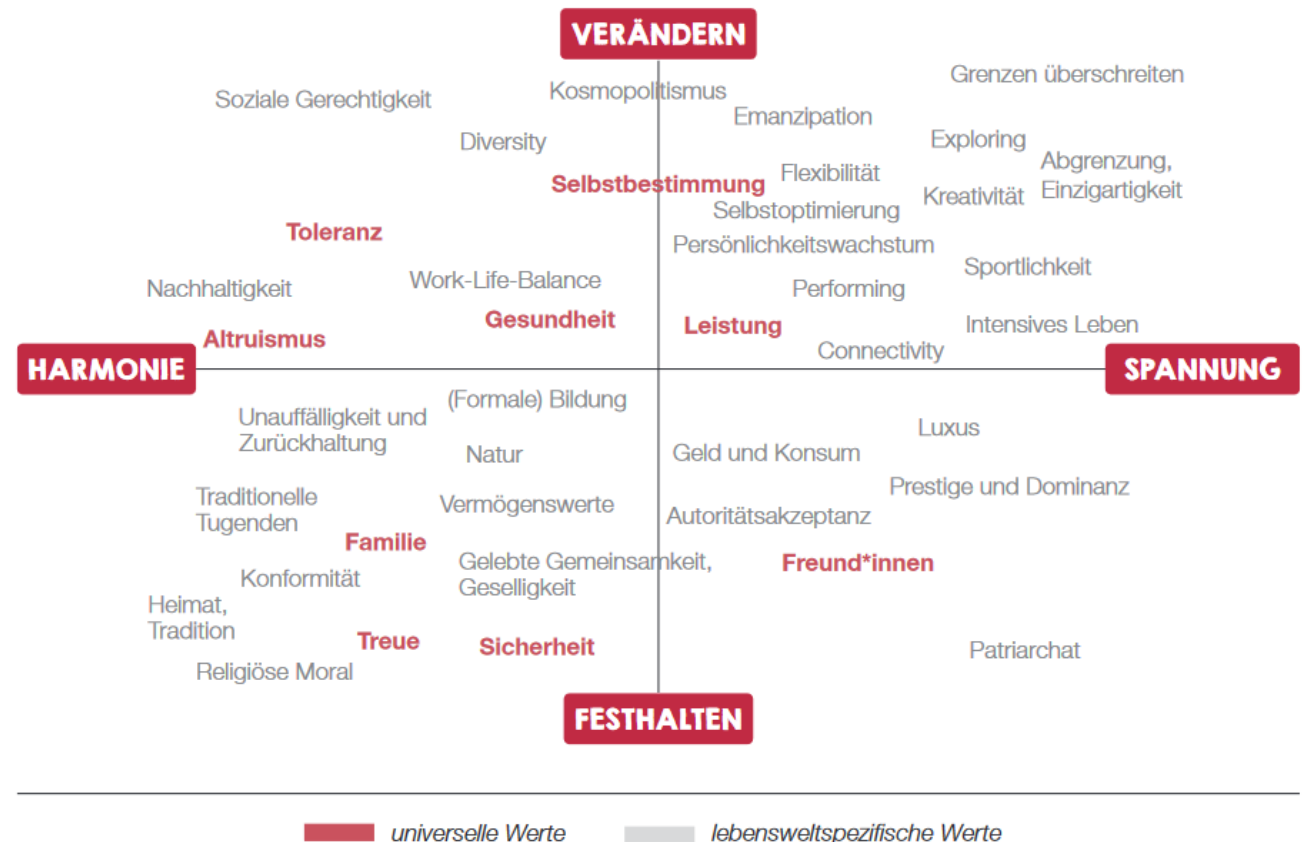 VERÄNDERN
Grenzen überschreiten
Kosmopolitismus
Soziale Gerechtigkeit
Emanzipation
Diversity
Exploring
Abgrenzung,
Einzigartigkeit
Flexibilität
Selbstbestimmung
Kreativität
Selbstoptimierung
Toleranz
Persönlichkeitswachstum
Sportlichkeit
Work-Life-Balance
Nachhaltigkeit
Performing
Gesundheit
Leistung
Intensives Leben
Altruismus
Connectivity
HARMONIE
SPANNUNG
(Formale) Bildung
Unauffälligkeit und
Zurückhaltung
Luxus
Natur
Geld und Konsum
Prestige und Dominanz
Traditionelle
Tugenden
Vermögenswerte
Autoritätsakzeptanz
Familie
Gelebte Gemeinsamkeit,
Geselligkeit
Freund*innen
Konformität
Heimat,
Tradition
Treue
Sicherheit
Patriarchat
Religiöse Moral
FESTHALTEN
universelle Werte
lebensweltspezifische Werte